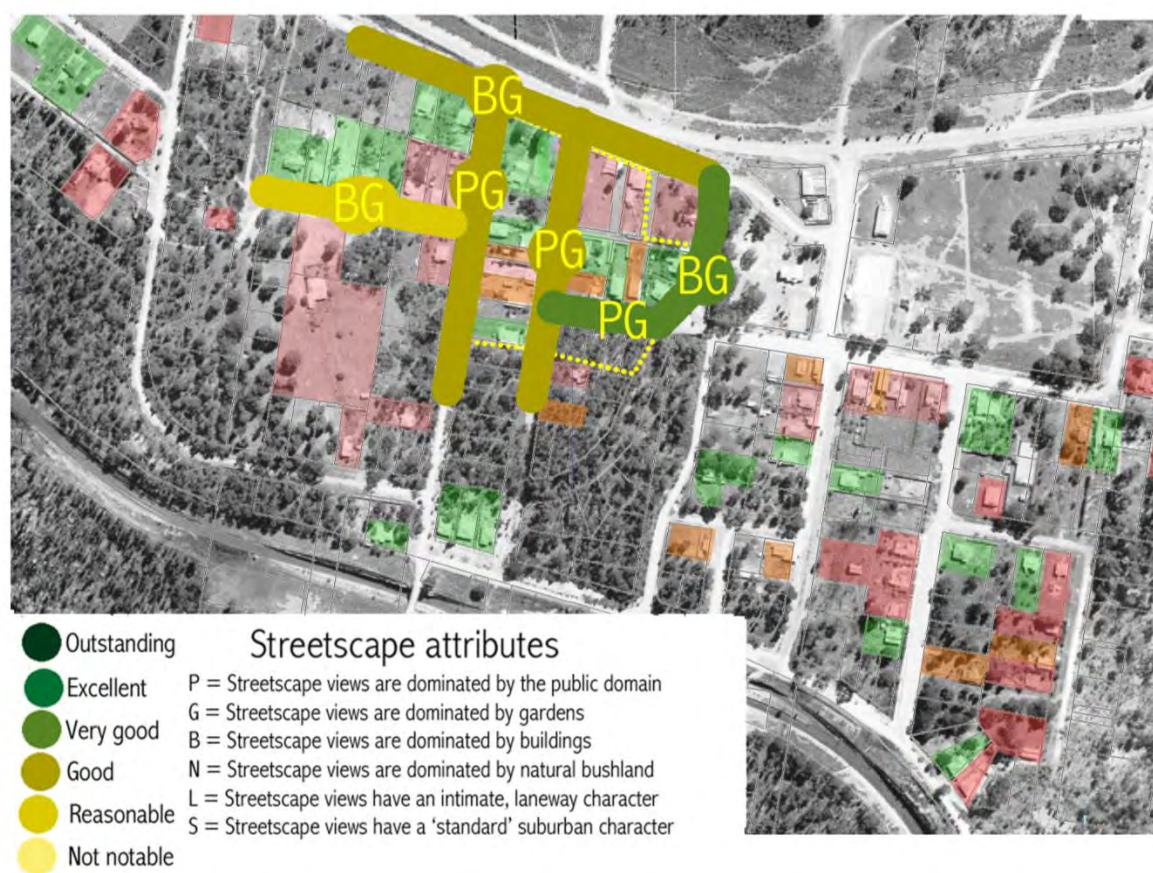 BG
PG
BG
PG
BG
PG
Outstanding
Excellent
Very good
Good
Reasonable
Not notable
Streetscape attributes
P = Streetscape views are dominated by the public domain
G = Streetscape views are dominated by gardens
B = Streetscape views are dominated by buildings
N = Streetscape views are dominated by natural bushland
L = Streetscape views have an intimate, laneway character
S = Streetscape views have a 'standard' suburban character